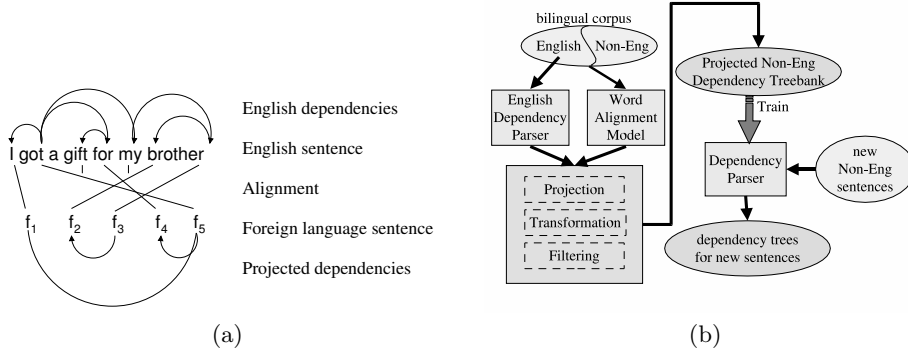 English dependencies
I got a gift for my brother
English sentence
Alignment
f1 f2 f3 f4 f5
Foreign language sentence
Projected dependencies
(a)
bilingual corpus
English
Non-Eng
English
Dependency
Parser
Word
Alignment
Model
Projection
Transformation
Filtering
Projected Non-Eng
Dependency Treebank
Train
Dependency
Parser
new
Non-Eng
sentences
dependency trees
for new sentences
(b)